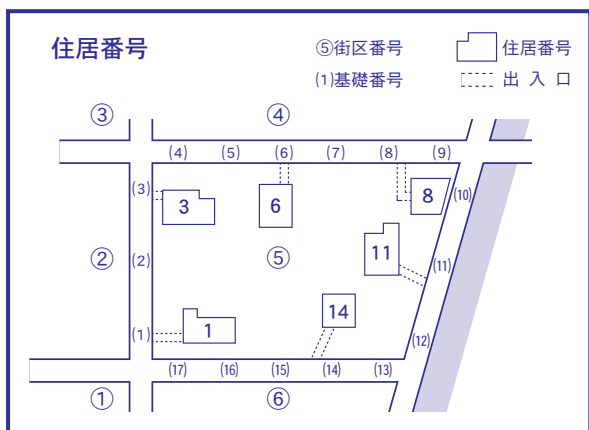 住居番号
⑤街区番号
住居番号
(1)基礎番号
出入口
③
④
(4) (5) (6) (7) (8) (9)
(3)
3
6
8
(10)
②
(2)
⑤
11
(11)
14
(1)
1
(12)
(17) (16) (15) (14) (13)
①
⑥